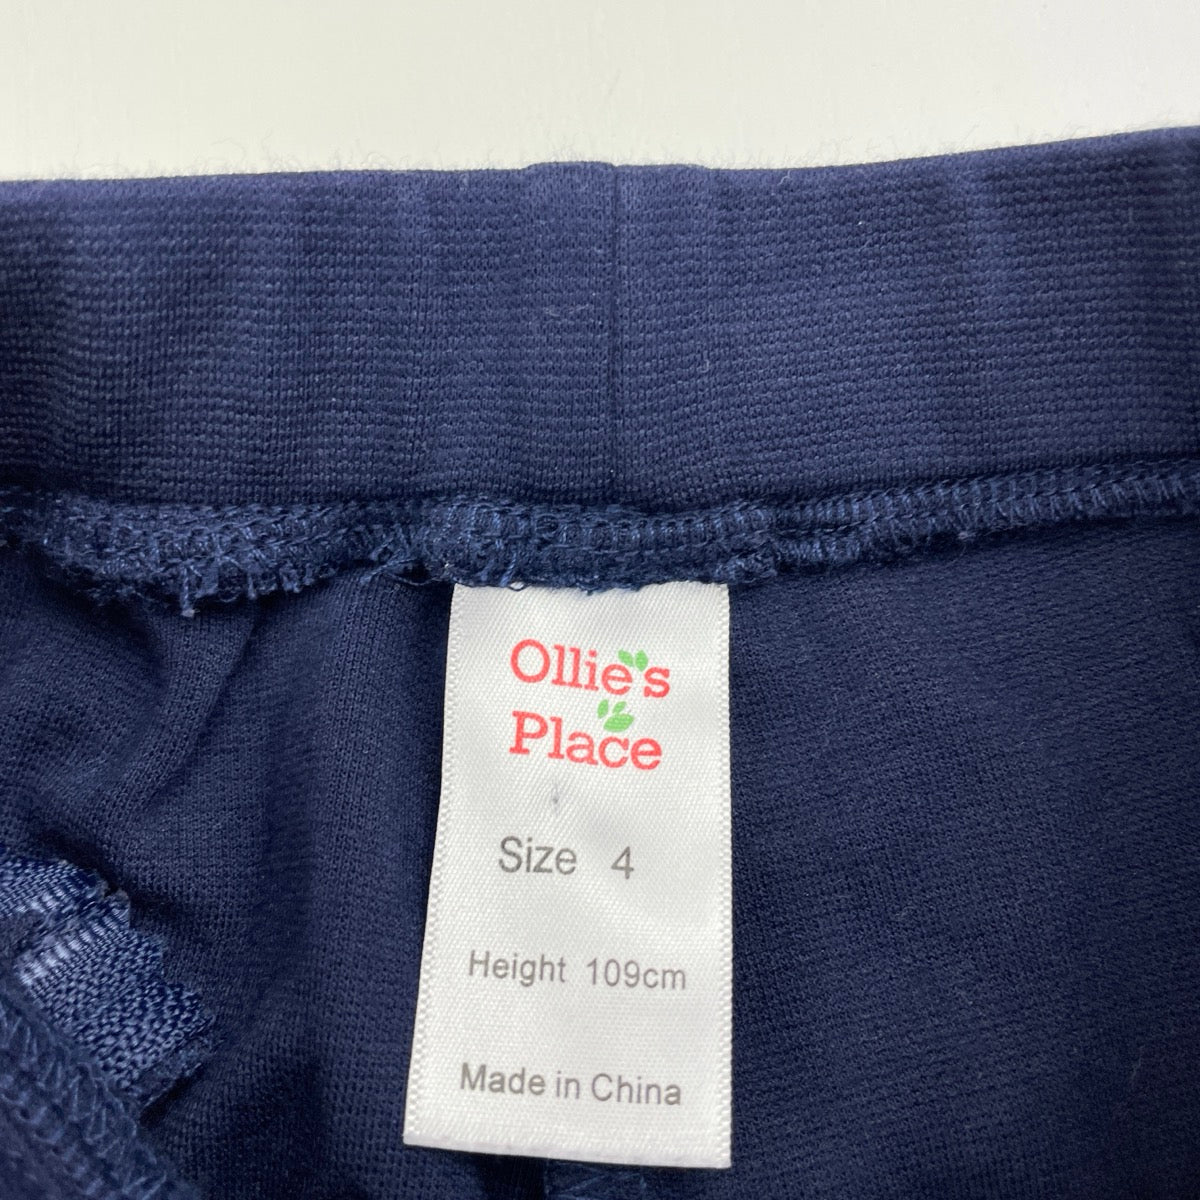 Ollie's
Place
Size 4
Height 109cm
Made in China